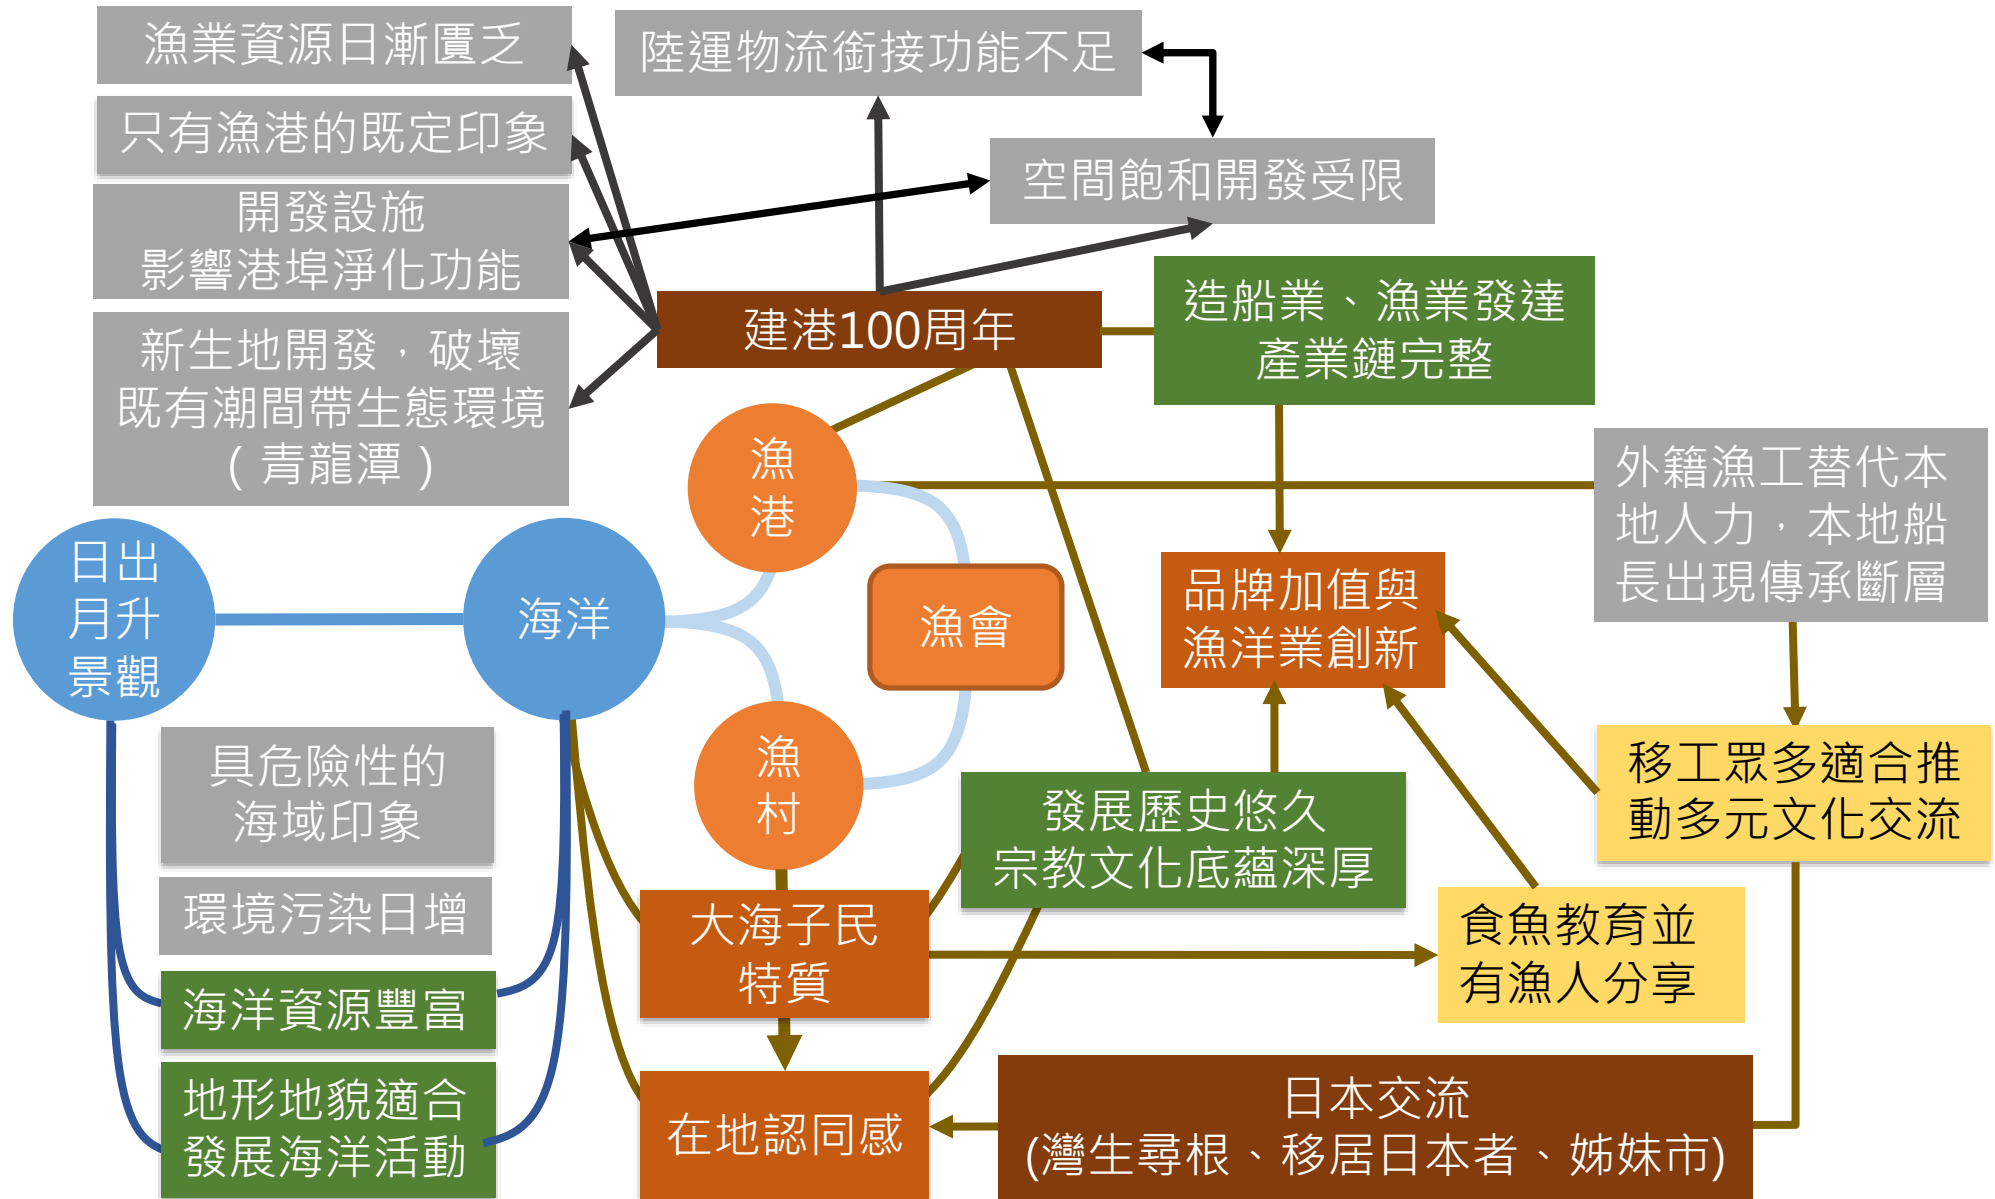 漁業資源日漸匱乏
陸運物流銜接功能不足
只有漁港的既定印象
空間飽和開發受限
開發設施
影響港埠淨化功能
新生地開發，破壞
既有潮間帶生態環境
（青龍潭）
建港100周年
造船業、漁業發達
產業鏈完整
漁
港
外籍漁工替代本
地人力，本地船
長出現傳承斷層
日出
月升
景觀
海洋
漁會
品牌加值與
漁洋業創新
漁
村
具危險性的
海域印象
發展歷史悠久
宗教文化底蘊深厚
移工眾多適合推
動多元文化交流
環境污染日增
大海子民
特質
食魚教育並
有漁人分享
海洋資源豐富
地形地貌適合
發展海洋活動
在地認同感
日本交流
(灣生尋根、移居日本者、姊妹市)